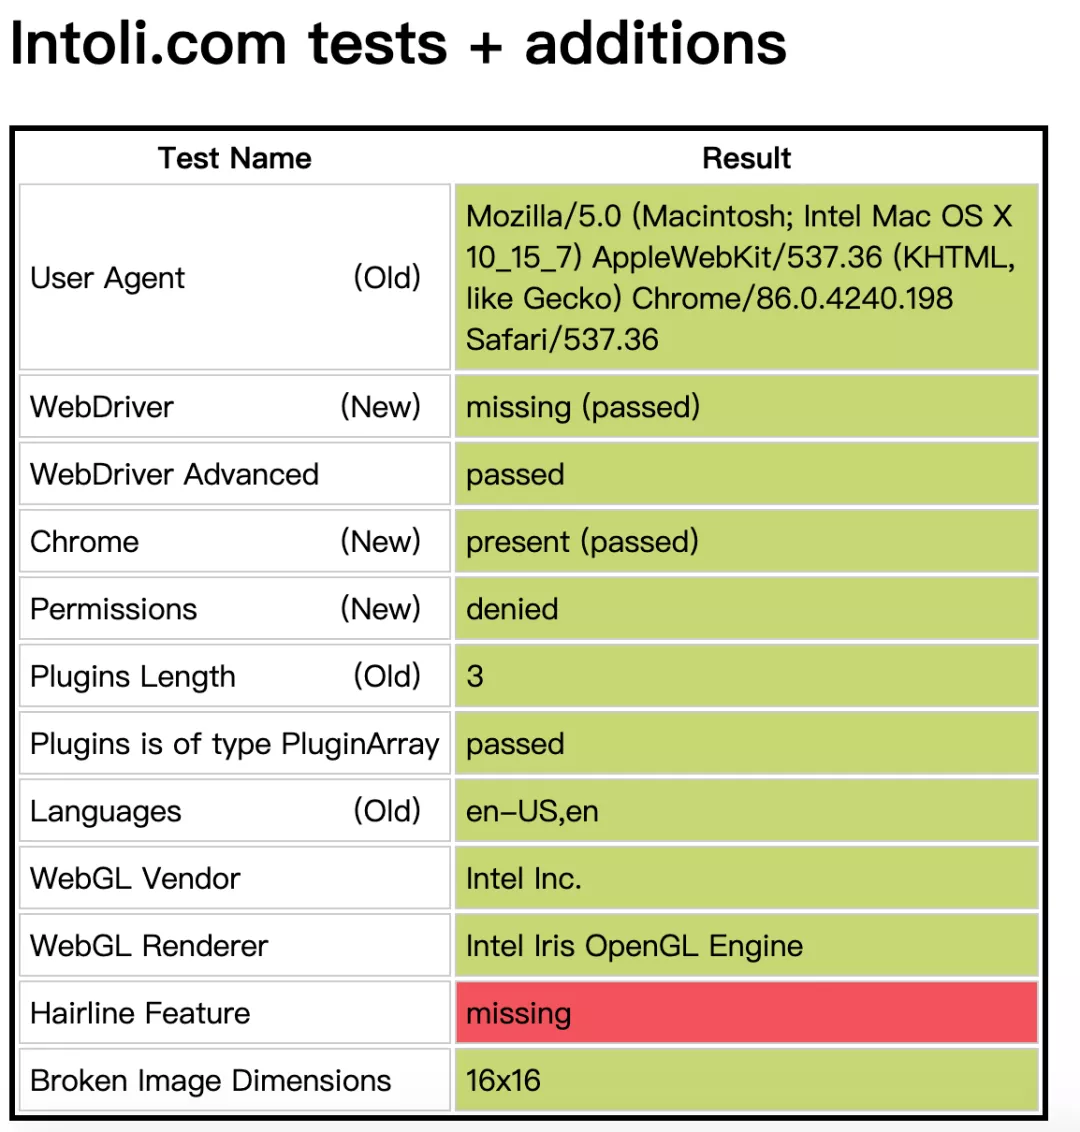 Intoli.com tests + additions
Test Name Result
User Agent (Old) Mozilla/5.0 (Macintosh; Intel Mac OS X
10_15_7) AppleWebKit/537.36 (KHTML,
like Gecko) Chrome/86.0.4240.198
Safari/537.36
WebDriver (New) missing (passed)
WebDriver Advanced passed
Chrome (New) present (passed)
Permissions (New) denied
Plugins Length (Old) 3
Plugins is of type PluginArray passed
Languages (Old) en-US,en
WebGL Vendor Intel Inc.
WebGL Renderer Intel Iris OpenGL Engine
Hairline Feature missing
Broken Image Dimensions 16x16